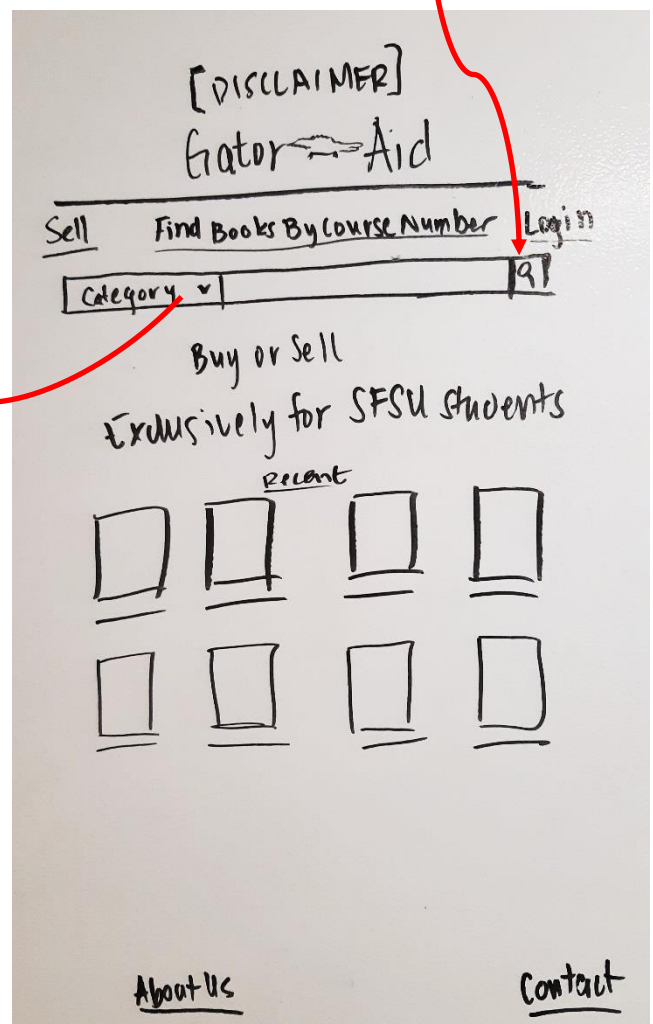 [DISCLAIMER]
Gator Aid
Sell Find Books By Course Number Login
Category
Buy or Sell
Exclusively for SFSU students
Recent
About Us Contact